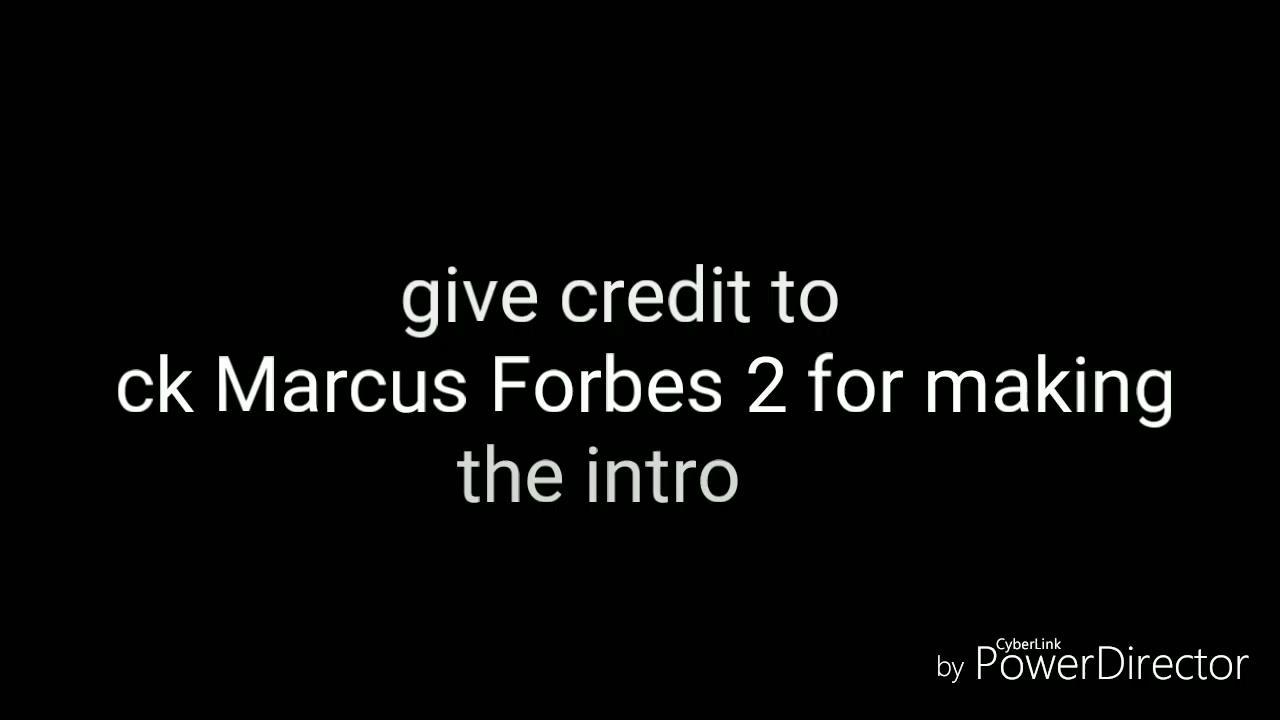 give credit to
ck Marcus Forbes 2 for making
the intro
CyberLink
by PowerDirector